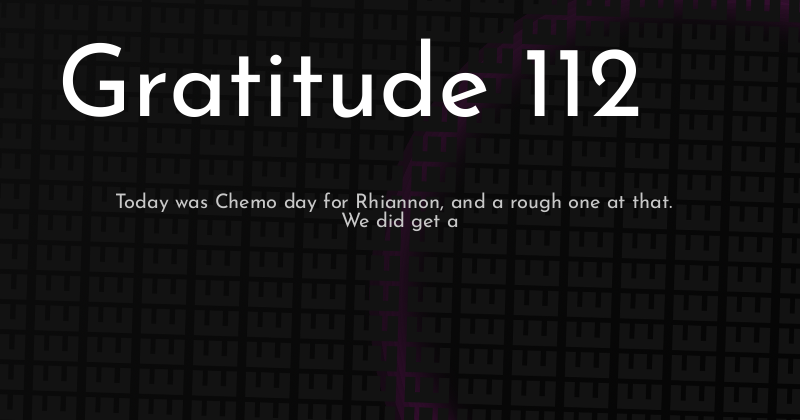 Gratitude 112
Today was Chemo day for Rhiannon, and a rough one at that.
We did get a